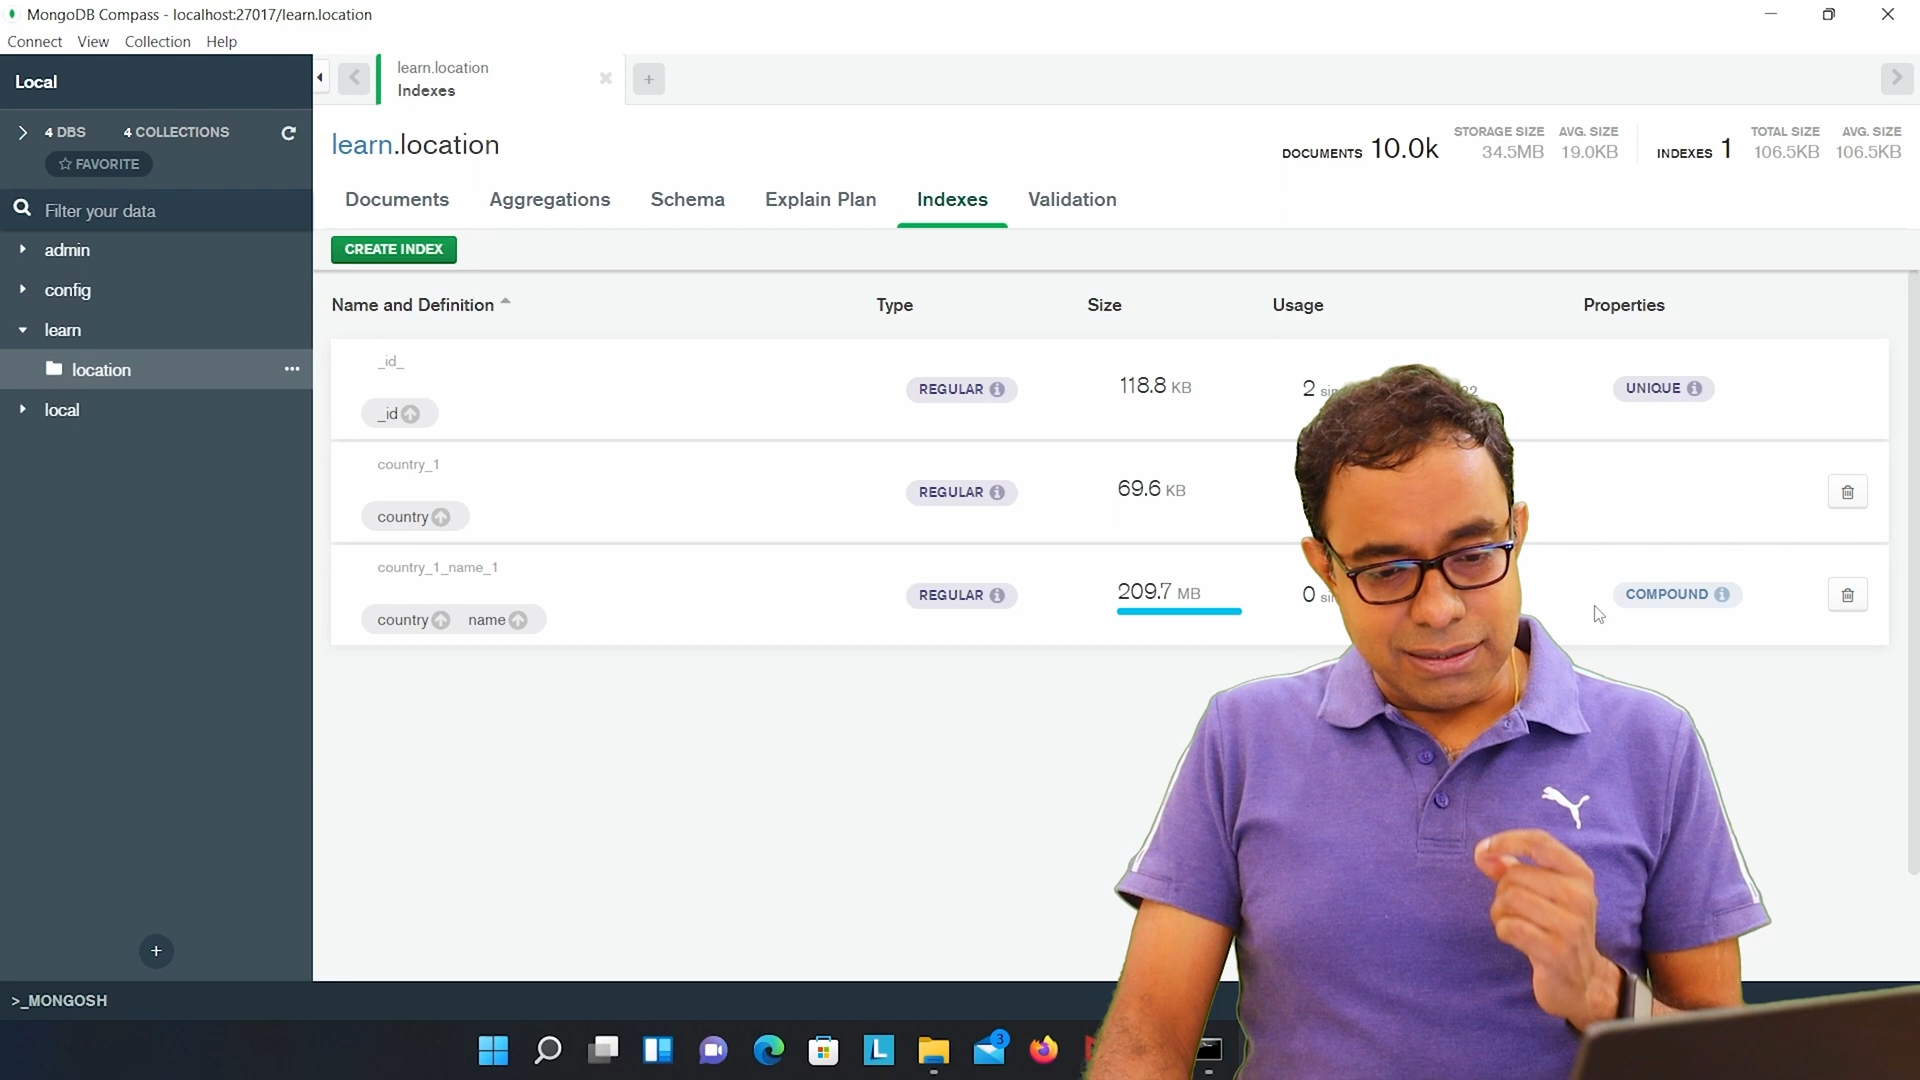 MongoDB Compass - localhost:27017/learn.location
Connect View Collection Help
Local
4 DBS 4 COLLECTIONS
FAVORITE
Filter your data
admin
config
learn
location
local
>_MONGOSH
learn.location
Indexes
learn.location
DOCUMENTS 10.0k
STORAGE SIZE
34.5MB
AVG. SIZE
19.0KB
INDEXES 1
TOTAL SIZE
106.5KB
AVG. SIZE
106.5KB
Documents Aggregations Schema Explain Plan Indexes Validation
CREATE INDEX
Name and Definition Type Size Usage Properties
_id_
_id
REGULAR 118.8 KB 2 UNIQUE
country_1
country
REGULAR 69.6 KB
country_1_name_1
country name
REGULAR 209.7 MB 0 COMPOUND
L
3